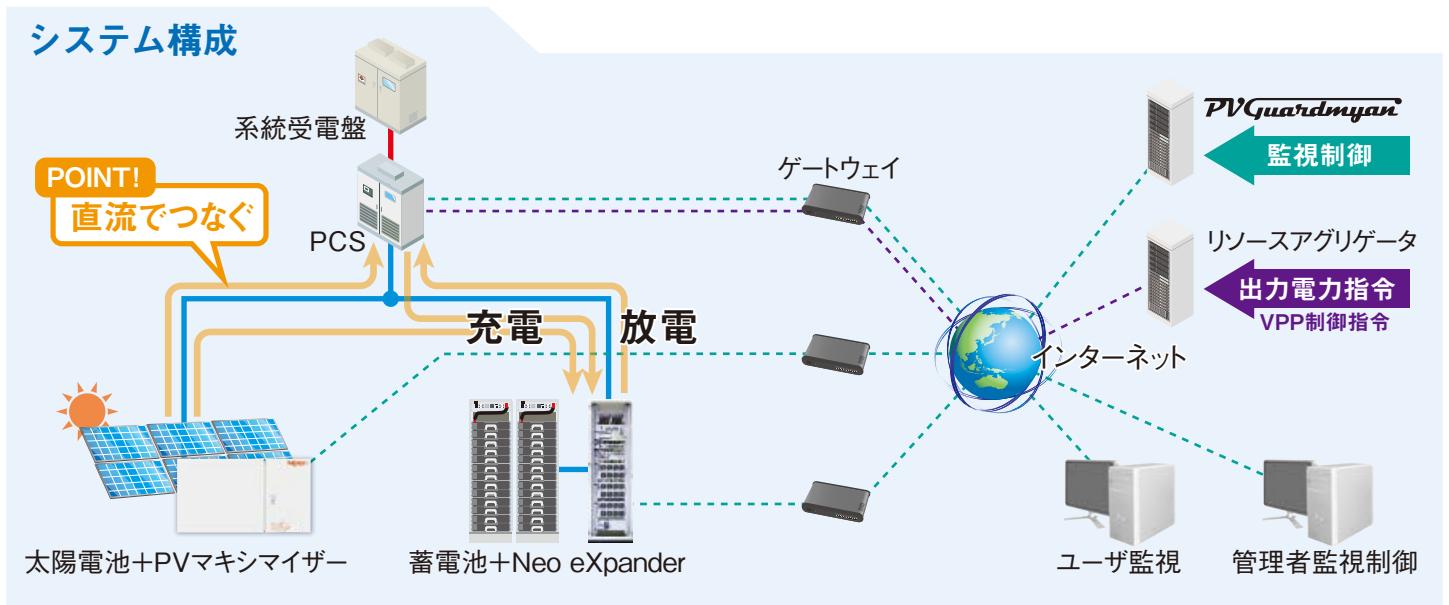 システム構成
系統受電盤
POINT!
直流でつなぐ
PCS
充電
放電
ゲートウェイ
PVGuardmyan
監視制御
リソースアグリゲータ
出力電力指令
VPP制御指令
インターネット
太陽電池+PVマキシマイザー
蓄電池+Neo eXpander
ユーザ監視
管理者監視制御